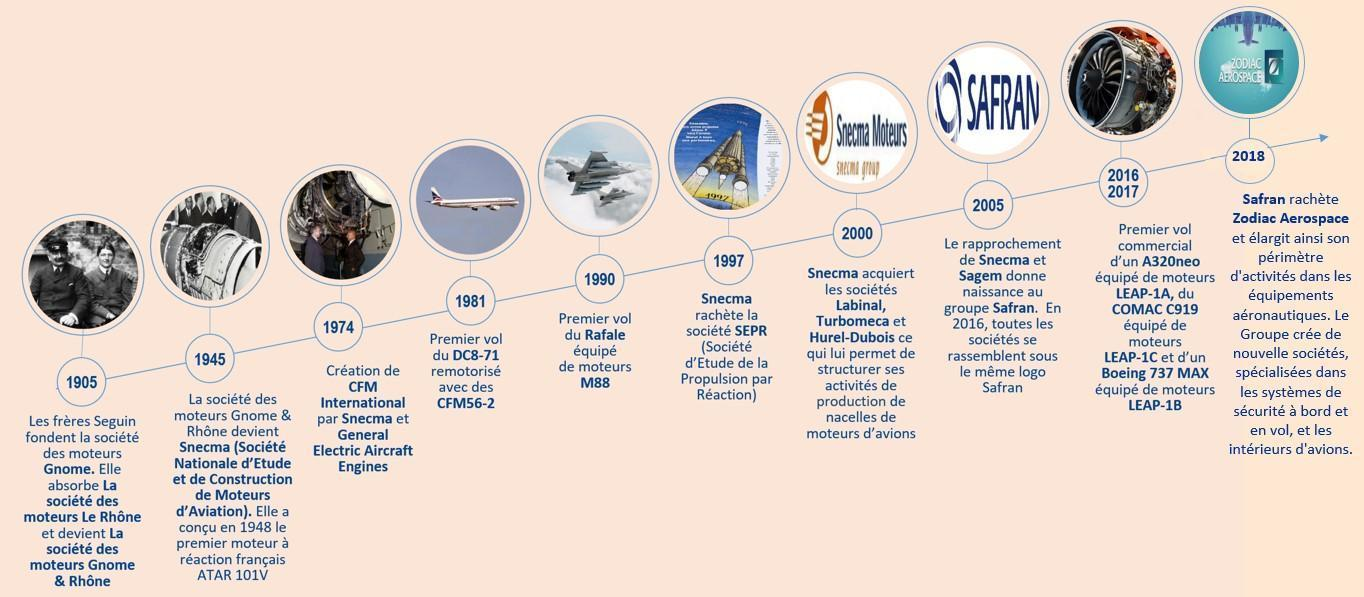 1905
Les frères Seguin
fondent la société
des moteurs
Gnome. Elle
absorbe La
société des
moteurs Le Rhône
et devient La
société des
moteurs Gnome
& Rhône
1945
La société des
moteurs Gnome &
Rhône devient
Snecma (Société
Nationale d'Etude
et de Construction
de Moteurs
d'Aviation). Elle a
conçu en 1948 le
premier moteur à
réaction français
ATAR 101V
1974
Création de
CFM
International
par Snecma et
General
Electric Aircraft
Engines
1981
Premier vol
du DC8-71
remotorisé
avec des
CFM56-2
1990
Premier vol
du Rafale
équipé
de moteurs
M88
1997
1997
Snecma
rachète la
société SEPR
(Société
d'Etude de la
Propulsion par
Réaction)
Snecma Moteurs
snecma group
2000
Snecma acquiert
les sociétés
Labinal,
Turbomeca et
Hurel-Dubois ce
qui lui permet de
structurer ses
activités de
production de
nacelles de
moteurs d'avions
SAFRAN
2005
Le rapprochement
de Snecma et
Sagem donne
naissance au
groupe Safran. En
2016, toutes les
sociétés se
rassemblent sous
le même logo
Safran
2016
2017
Premier vol
commercial
d'un A320neo
équipé de moteurs
LEAP-1A, du
COMAC C919
équipé de
moteurs
LEAP-1C et d'un
Boeing 737 MAX
équipé de moteurs
LEAP-1B
ZODIAC
AEROSPACE
2018
Safran rachète
Zodiac Aerospace
et élargit ainsi son
périmètre
d'activités dans les
équipements
aéronautiques. Le
Groupe crée de
nouvelle sociétés,
spécialisées dans
les systèmes de
sécurité à bord et
en vol, et les
intérieurs d'avions.